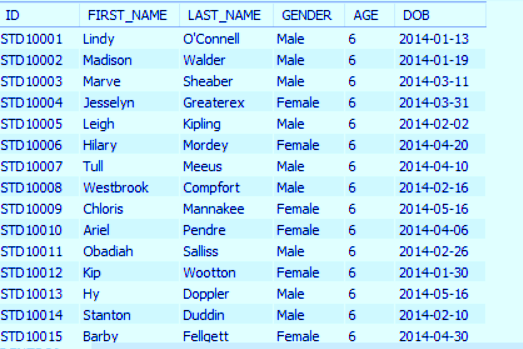 ID FIRST_NAME LAST_NAME GENDER AGE DOB
STD10001 Lindy O'Connell Male 6 2014-01-13
STD10002 Madison Walder Male 6 2014-01-19
STD10003 Marve Sheaber Male 6 2014-03-11
STD10004 Jesselyn Greaterex Female 6 2014-03-31
STD10005 Leigh Kipling Male 6 2014-02-02
STD10006 Hilary Mordey Female 6 2014-04-20
STD10007 Tull Meeus Male 6 2014-04-10
STD10008 Westbrook Compfort Male 6 2014-02-16
STD10009 Chloris Mannakee Female 6 2014-05-16
STD10010 Ariel Pendre Female 6 2014-04-06
STD10011 Obadiah Salliss Male 6 2014-02-26
STD10012 Kip Wootton Female 6 2014-01-30
STD10013 Hy Doppler Male 6 2014-05-16
STD10014 Stanton Duddin Male 6 2014-02-10
STD10015 Barby Fellgett Female 6 2014-04-30